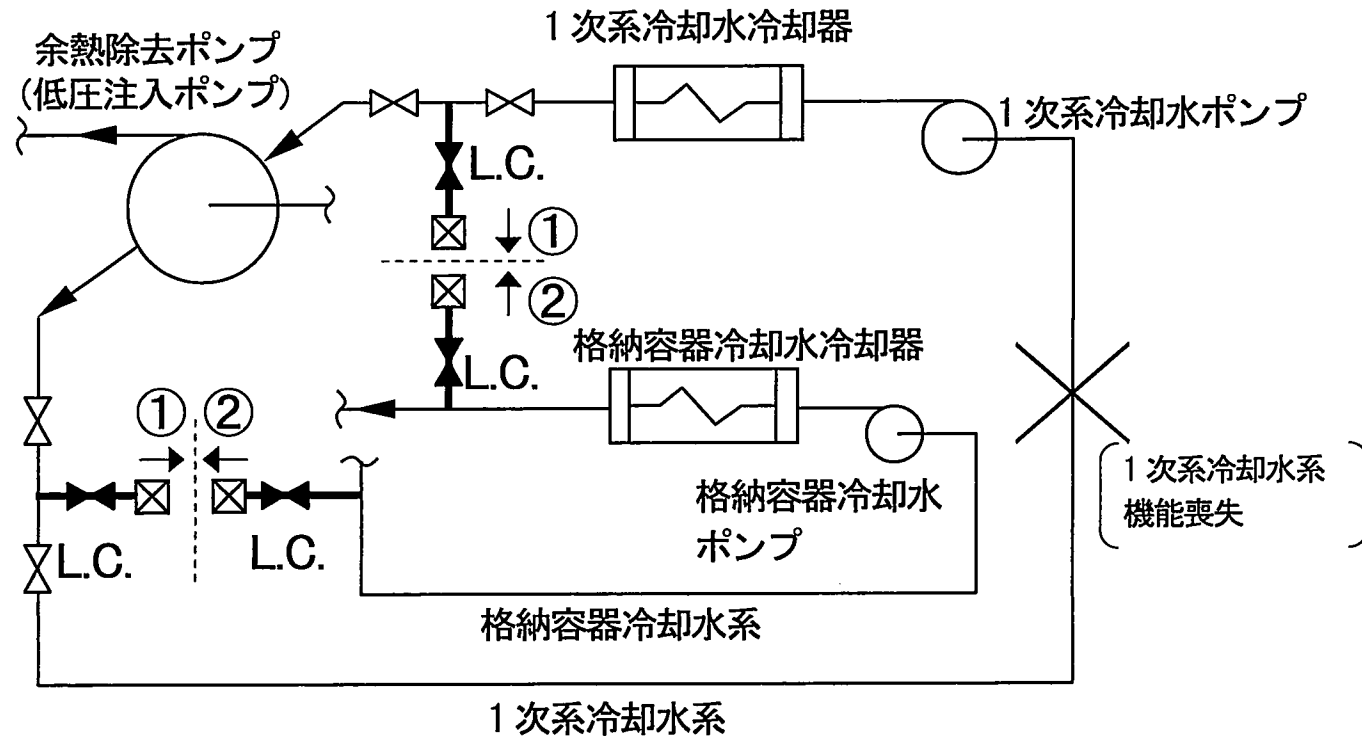 1次系冷却水冷却器
余熱除去ポンプ
(低圧注入ポンプ)
1次系冷却水ポンプ
L.C.
①
②
格納容器冷却水冷却器
L.C.
① ②
1次系冷却水系
機能喪失
格納容器冷却水
ポンプ
L.C.
L.C.
格納容器冷却水系
1次系冷却水系